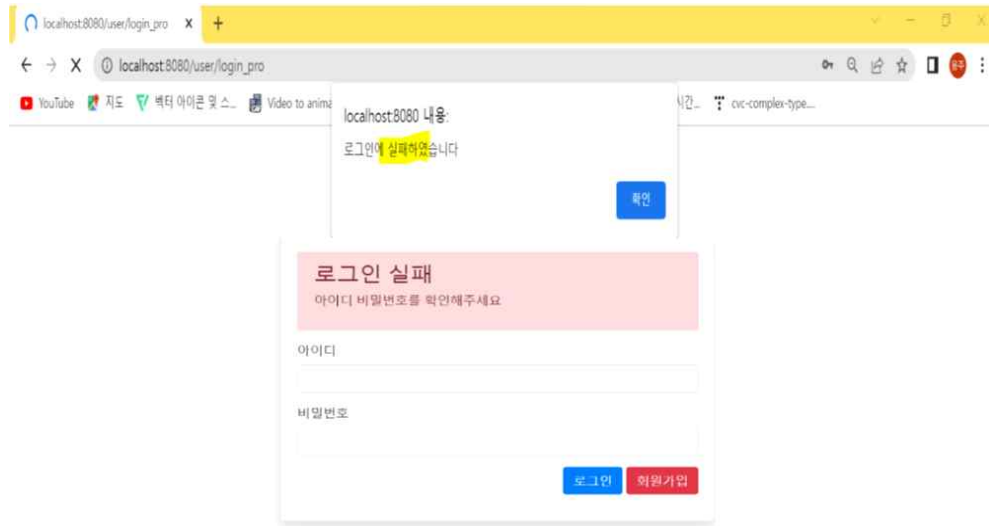 localhost:8080/user/login_pro
localhost:8080/user/login_pro
YouTube 지도 벡터 아이콘 및 스... Video to anima 시간... cvc-complex-type....
localhost:8080 내용:
로그인에 실패하였습니다
확인
로그인 실패
아이디 비밀번호를 확인해주세요
아이디
비밀번호
로그인 회원가입